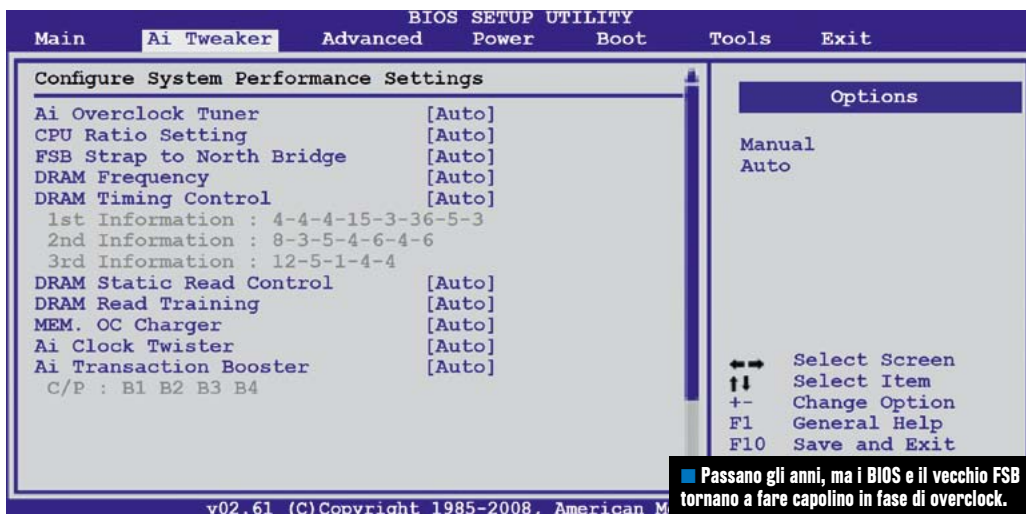 BIOS SETUP UTILITY
Main Ai Tweaker Advanced Power Boot Tools Exit
Configure System Performance Settings
Ai Overclock Tuner [Auto]
CPU Ratio Setting [Auto]
FSB Strap to North Bridge [Auto]
DRAM Frequency [Auto]
DRAM Timing Control [Auto]
1st Information : 4-4-4-15-3-36-5-3
2nd Information : 8-3-5-4-6-4-6
3rd Information : 12-5-1-4-4
DRAM Static Read Control [Auto]
DRAM Read Training [Auto]
MEM. OC Charger [Auto]
Ai Clock Twister [Auto]
Ai Transaction Booster [Auto]
C/P : B1 B2 B3 B4
Options
Manual
Auto
←→ Select Screen
↑↓ Select Item
+- Change Option
F1 General Help
F10 Save and Exit
v02.61 (C)Copyright 1985-2008, American M
Passano gli anni, ma i BIOS e il vecchio FSB
tornano a fare capolino in fase di overclock.